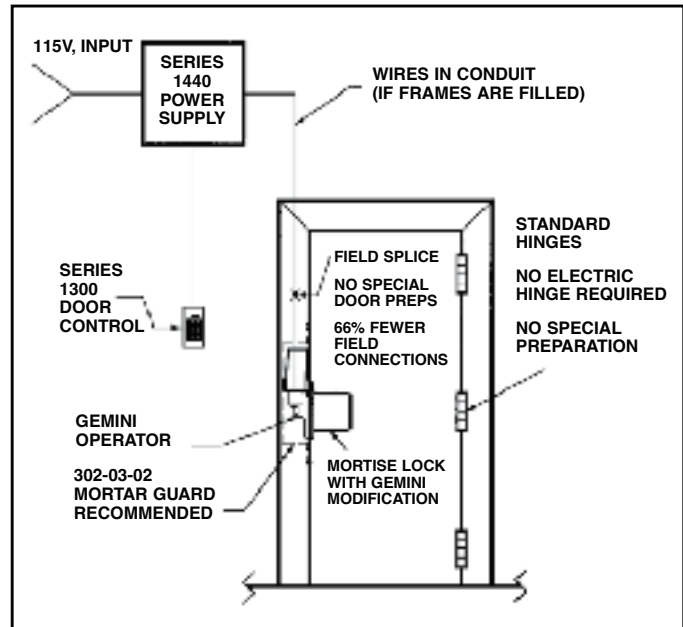 115V, INPUT
SERIES
1440
POWER
SUPPLY
WIRES IN CONDUIT
(IF FRAMES ARE FILLED)
SERIES
1300
DOOR
CONTROL
FIELD SPLICE
NO SPECIAL
DOOR PREPS
66% FEWER
FIELD
CONNECTIONS
STANDARD
HINGES
NO ELECTRIC
HINGE REQUIRED
NO SPECIAL
PREPARATION
GEMINI
OPERATOR
302-03-02
MORTAR GUARD
RECOMMENDED
MORTISE LOCK
WITH GEMINI
MODIFICATION